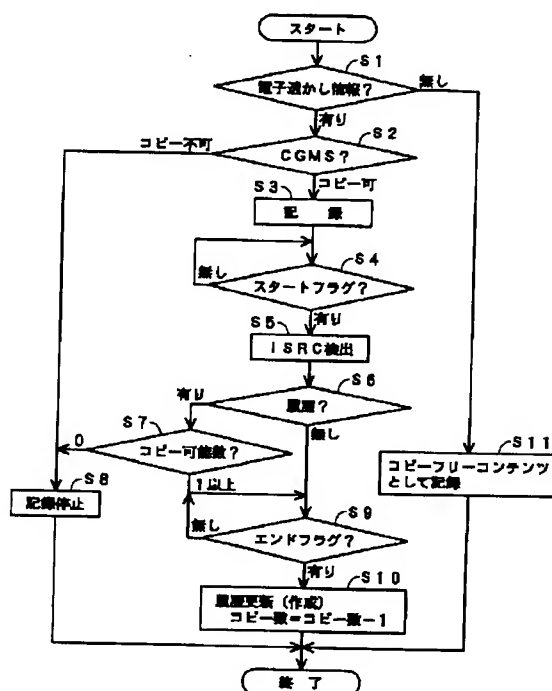 スタート
S1
電子透かし情報?
無し
有り
S2
コピー不可
CGMS?
コピー可
S3
記 録
S4
無し
スタートフラグ?
有り
S5
ISRC検出
S6
有り
履歴?
S7
無し
0
コピー可能数?
S11
コピーフリーコンテンツ
として記録
S8
1以上
記録停止
無し
S9
エンドフラグ?
有り
S10
履歴更新(作成)
コピー数=コピー数-1
終 了